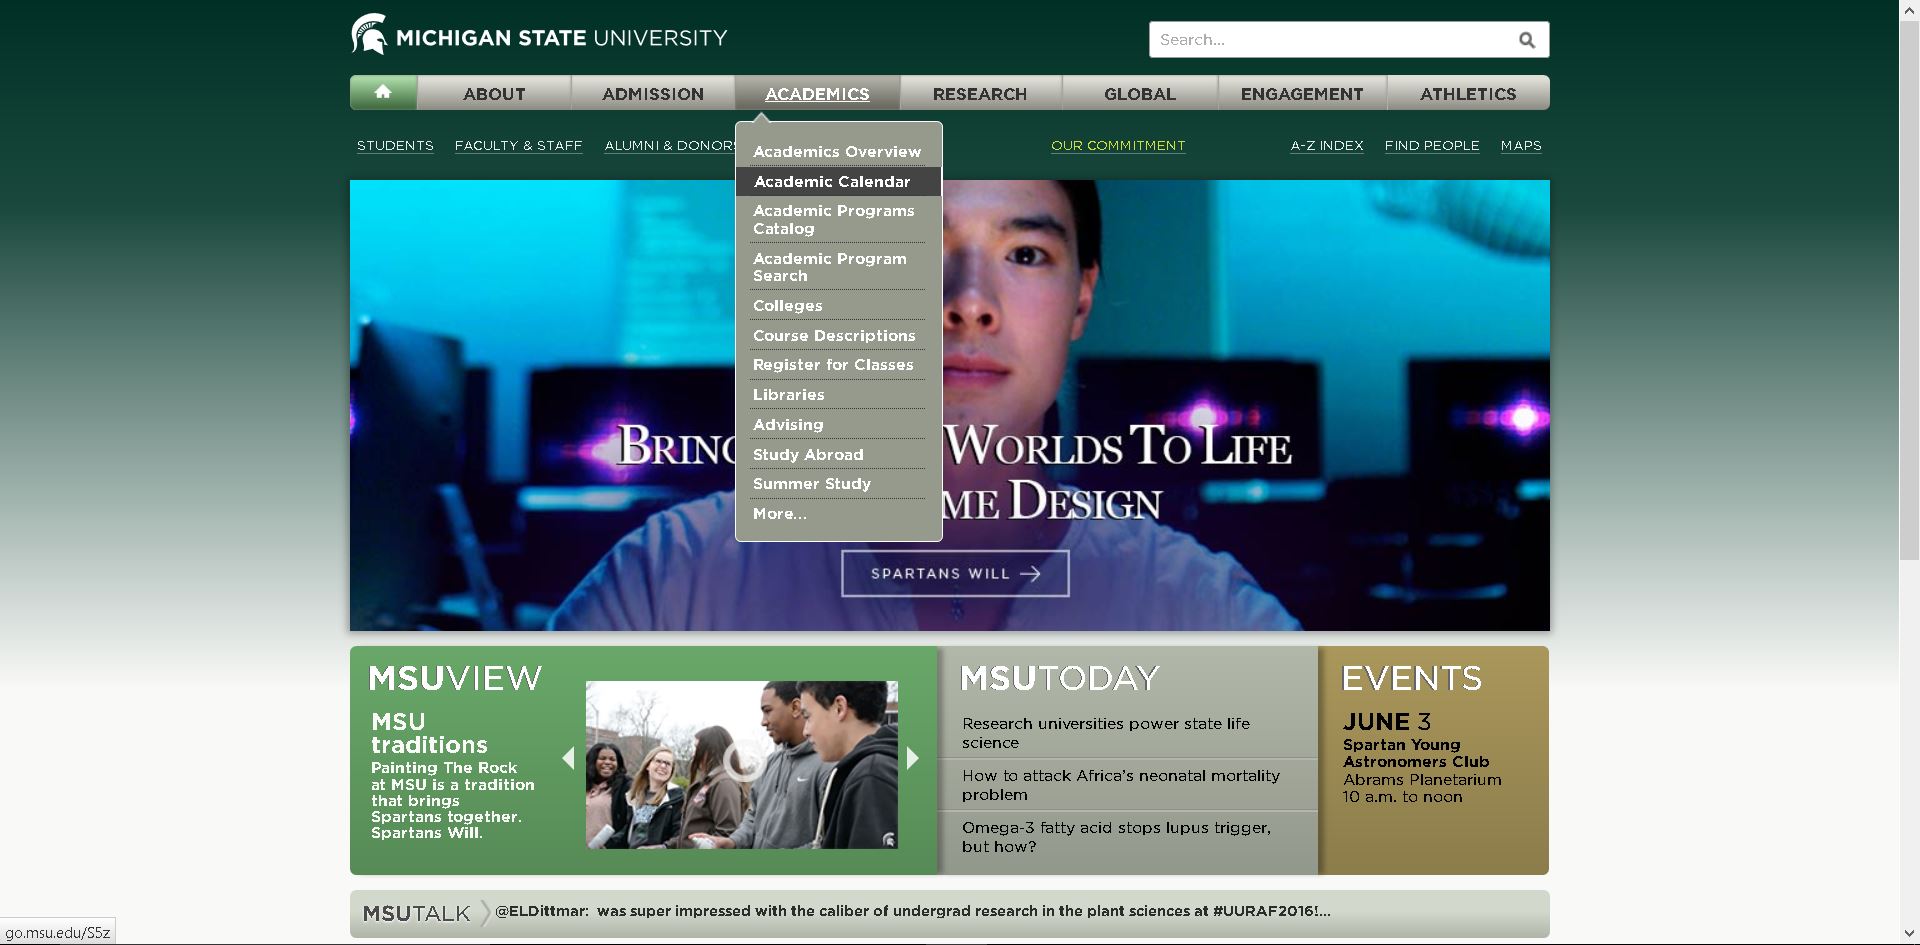 MICHIGAN STATE UNIVERSITY
Search...
ABOUT ADMISSION ACADEMICS RESEARCH GLOBAL ENGAGEMENT ATHLETICS
STUDENTS FACULTY & STAFF ALUMNI & DONORS OUR COMMITMENT A-Z INDEX FIND PEOPLE MAPS
Academics Overview
Academic Calendar
Academic Programs
Catalog
Academic Program
Search
Colleges
Course Descriptions
Register for Classes
Libraries
Advising
Study Abroad
Summer Study
More...
WORLDS TO LIFE
DESIGN
SPARTANS WILL
MSUVIEW
MSU
traditions
Painting The Rock
at MSU is a tradition
that brings
Spartans together.
Spartans Will.
MSUTODAY
Research universities power state life
science
How to attack Africa's neonatal mortality
problem
Omega-3 fatty acid stops lupus trigger,
but how?
EVENTS
JUNE 3
Spartan Young
Astronomers Club
Abrams Planetarium
10 a.m. to noon
MSUTALK @ELDittmar: was super impressed with the caliber of undergrad research in the plant sciences at #UURAF2016!...
go.msu.edu/S5z